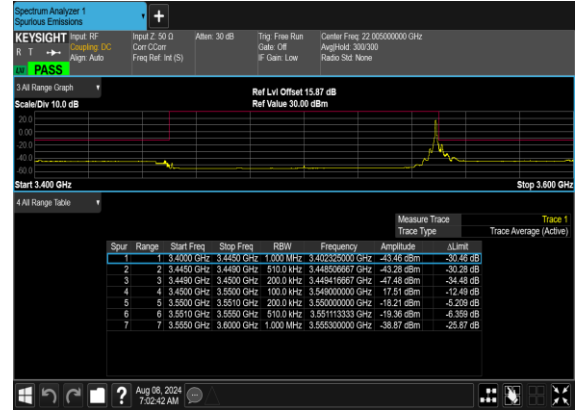 Spectrum Analyzer 1
Spurious Emissions
+
KEYSIGHT Input: RF Input Z: 50 Ω Atten: 30 dB Trig: Free Run Center Freq: 22.005000000 GHz
R T Coupling: DC Corr CCorr Gate: Off Avg|Hold: 300/300
Align: Auto Freq Ref: Int (S) IF Gain: Low Radio Std: None
PASS
3 All Range Graph Ref Lvl Offset 15.87 dB
Scale/Div 10.0 dB Ref Value 30.00 dBm
20.0
0.00
-20.0
-40.0
-60.0
Start 3.400 GHz Stop 3.600 GHz
4 All Range Table
Measure Trace Trace 1
Trace Type Trace Average (Active)
Spur Range Start Freq Stop Freq RBW Frequency Amplitude ΔLimit
1 1 3.4000 GHz 3.4450 GHz 1.000 MHz 3.402325000 GHz -43.46 dBm -30.46 dB
2 2 3.4450 GHz 3.4490 GHz 510.0 kHz 3.448506667 GHz -43.28 dBm -30.28 dB
3 3 3.4490 GHz 3.4500 GHz 200.0 kHz 3.449416667 GHz -47.48 dBm -34.48 dB
4 4 3.4500 GHz 3.5500 GHz 100.0 kHz 3.549000000 GHz 17.51 dBm -12.49 dB
5 5 3.5500 GHz 3.5510 GHz 200.0 kHz 3.550000000 GHz -18.21 dBm -5.209 dB
6 6 3.5510 GHz 3.5550 GHz 510.0 kHz 3.551113333 GHz -19.36 dBm -6.359 dB
7 7 3.5550 GHz 3.6000 GHz 1.000 MHz 3.555300000 GHz -38.87 dBm -25.87 dB
? Aug 08, 2024
7:02:42 AM